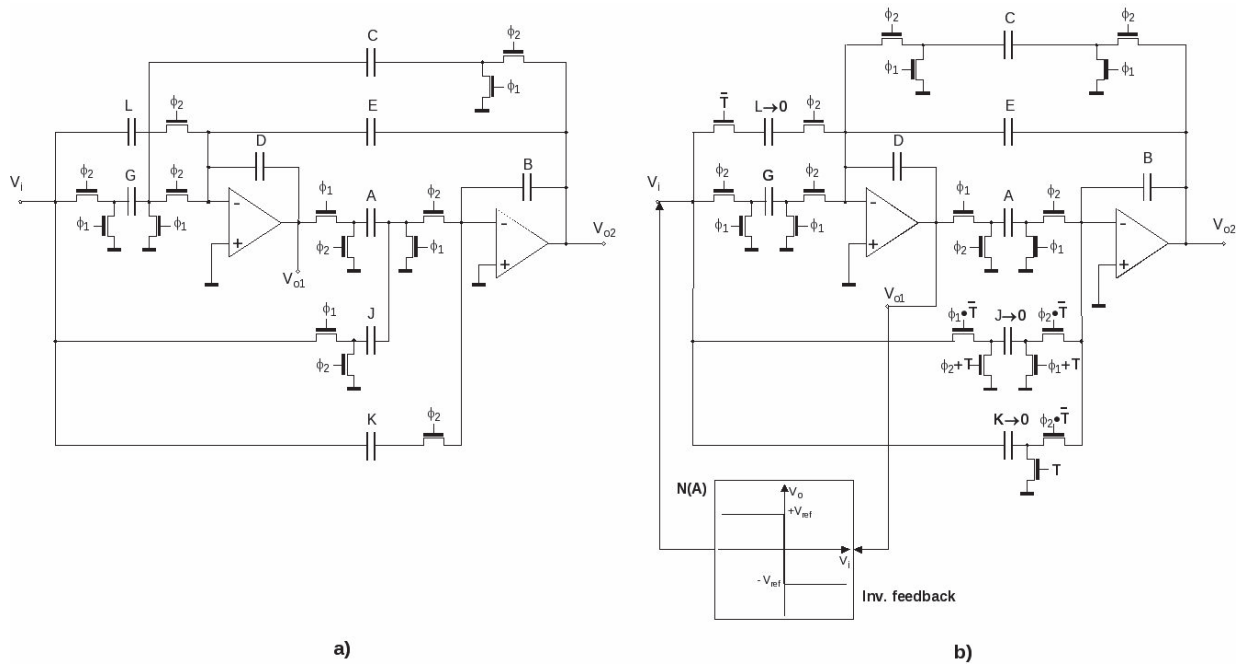 C
ϕ2
ϕ1
L
ϕ2
E
D
B
Vi
ϕ2
G
ϕ2
ϕ1
ϕ1
-
+
ϕ1
A
ϕ2
ϕ2
ϕ1
-
+
Vo2
Vo1
ϕ1
J
ϕ2
K
ϕ2
a)
ϕ2
C
ϕ2
ϕ1
ϕ1
T̄
L→0
ϕ2
E
D
B
Vi
ϕ2
G
ϕ2
ϕ1
ϕ1
-
+
ϕ1
A
ϕ2
ϕ2
ϕ1
-
+
Vo2
Vo1
ϕ1•T̄
J→0
ϕ2•T̄
ϕ2+T
ϕ1+T
K→0
ϕ2•T̄
T
N(A)
Vo
+Vref
Vi
-Vref
Inv. feedback
b)